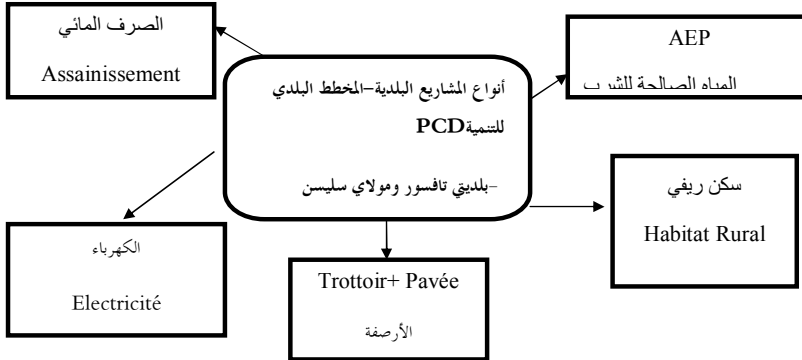 الصرف المائي
Assainissement
AEP
المياه الصالحة للشرب
أنواع المشاريع البلدية–المخطط البلدي
للتنميةPCD
–بلديتي تافسور ومولاي سليسن
سكن ريفي
Habitat Rural
الكهرباء
Electricité
Trottoir+ Pavée
الأرصفة